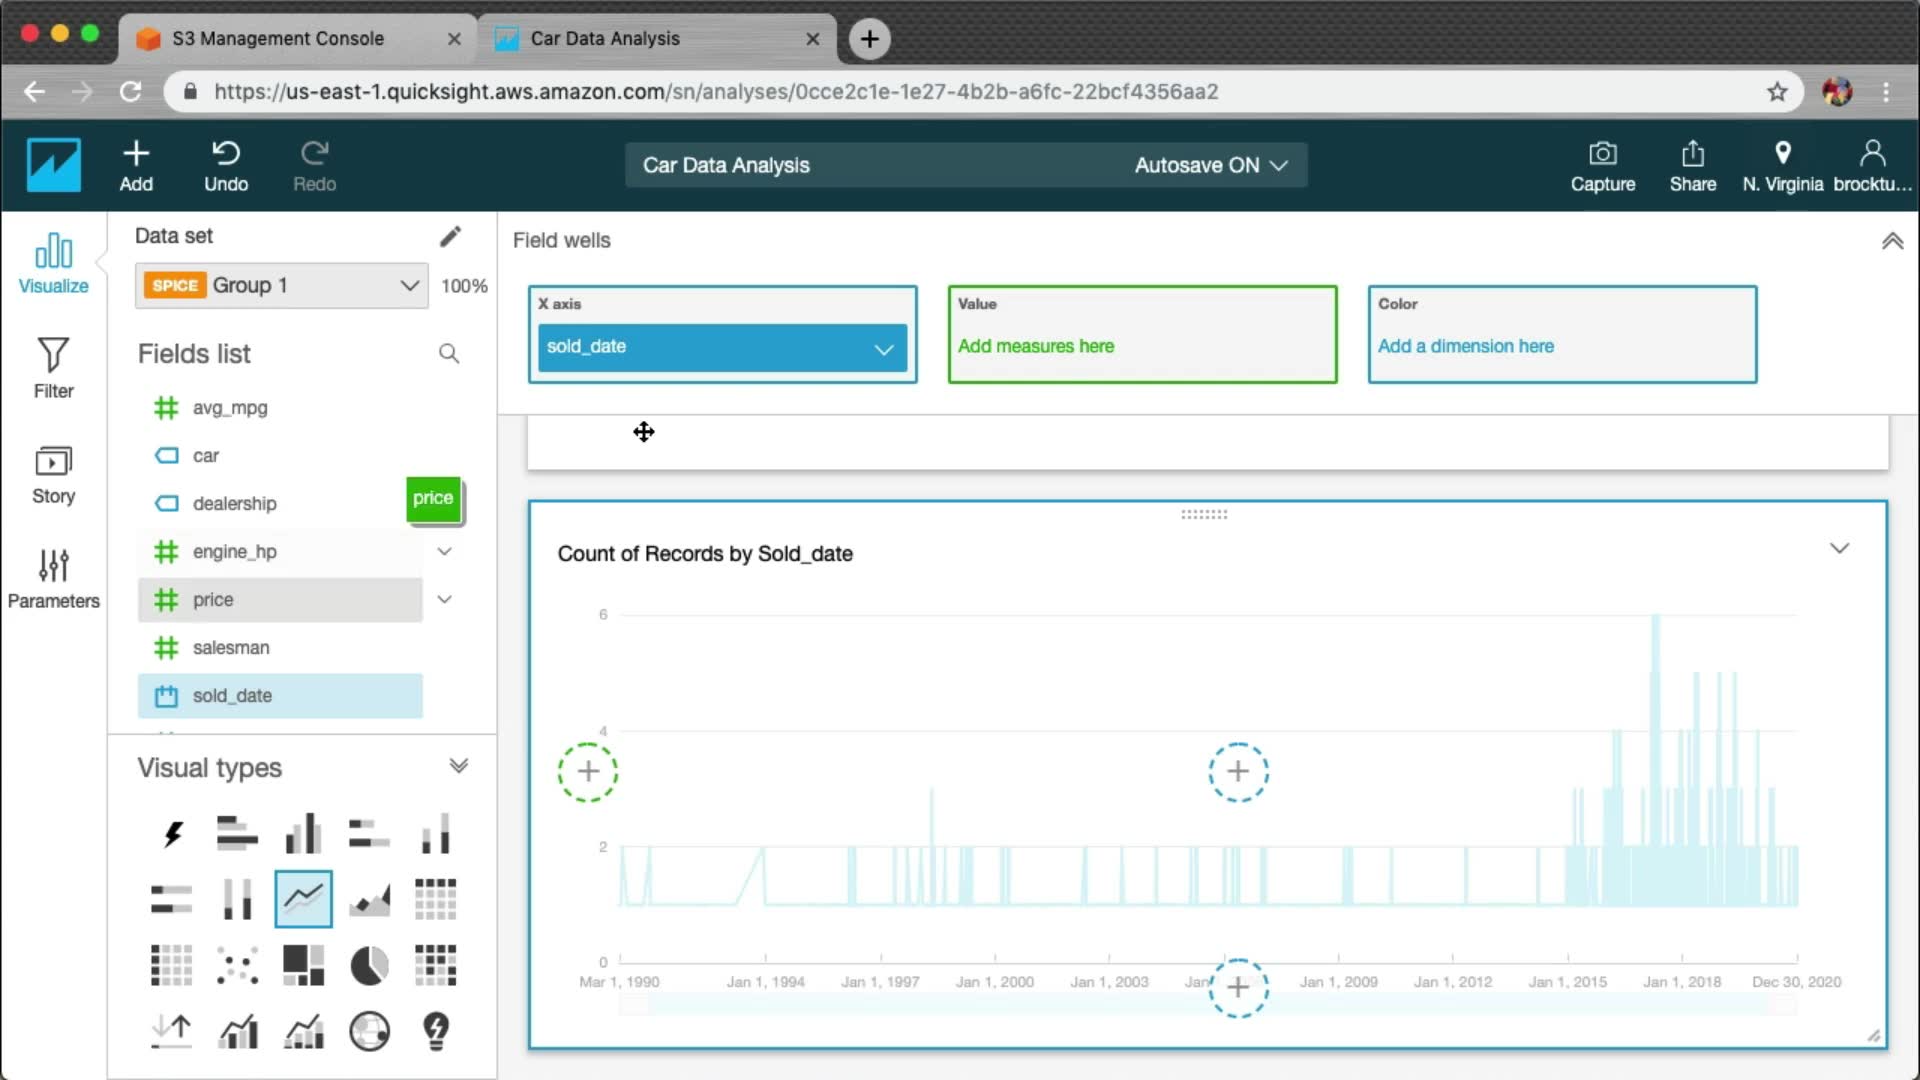 S3 Management Console
Car Data Analysis
https://us-east-1.quicksight.aws.amazon.com/sn/analyses/0cce2c1e-1e27-4b2b-a6fc-22bcf4356aa2
Add
Undo
Redo
Car Data Analysis
Autosave ON
Capture
Share
N. Virginia
brocktu...
Visualize
Filter
Story
Parameters
Data set
SPICE Group 1
100%
Fields list
avg_mpg
car
dealership
price
engine_hp
price
salesman
sold_date
Visual types
Field wells
X axis
sold_date
Value
Add measures here
Color
Add a dimension here
Count of Records by Sold_date
6
4
2
0
Mar 1, 1990
Jan 1, 1994
Jan 1, 1997
Jan 1, 2000
Jan 1, 2003
Jan
Jan 1, 2009
Jan 1, 2012
Jan 1, 2015
Jan 1, 2018
Dec 30, 2020